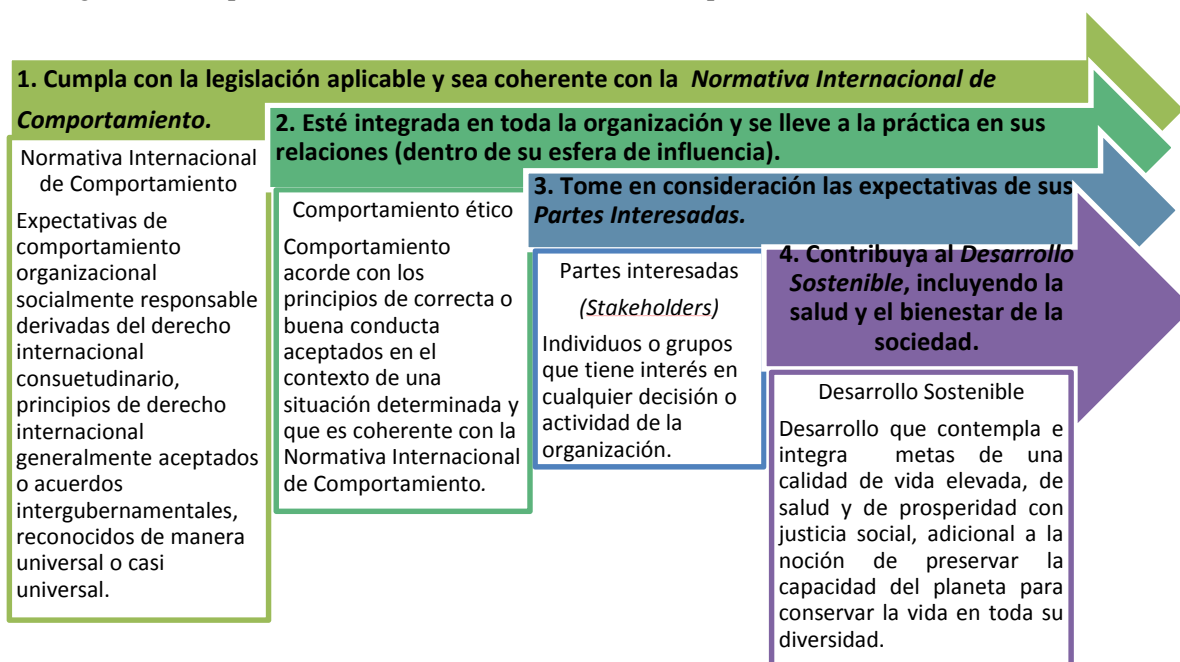 1. Cumpla con la legislación aplicable y sea coherente con la Normativa Internacional de
Comportamiento.
Normativa Internacional
de Comportamiento
Expectativas de
comportamiento
organizacional
socialmente responsable
derivadas del derecho
internacional
consuetudinario,
principios de derecho
internacional
generalmente aceptados
o acuerdos
intergubernamentales,
reconocidos de manera
universal o casi
universal.
2. Esté integrada en toda la organización y se lleve a la práctica en sus
relaciones (dentro de su esfera de influencia).
Comportamiento ético
Comportamiento
acorde con los
principios de correcta o
buena conducta
aceptados en el
contexto de una
situación determinada y
que es coherente con la
Normativa Internacional
de Comportamiento.
3. Tome en consideración las expectativas de sus
Partes Interesadas.
Partes interesadas
(Stakeholders)
Individuos o grupos
que tiene interés en
cualquier decisión o
actividad de la
organización.
4. Contribuya al Desarrollo
Sostenible, incluyendo la
salud y el bienestar de la
sociedad.
Desarrollo Sostenible
Desarrollo que contempla e
integra metas de una
calidad de vida elevada, de
salud y de prosperidad con
justicia social, adicional a la
noción de preservar la
capacidad del planeta para
conservar la vida en toda su
diversidad.